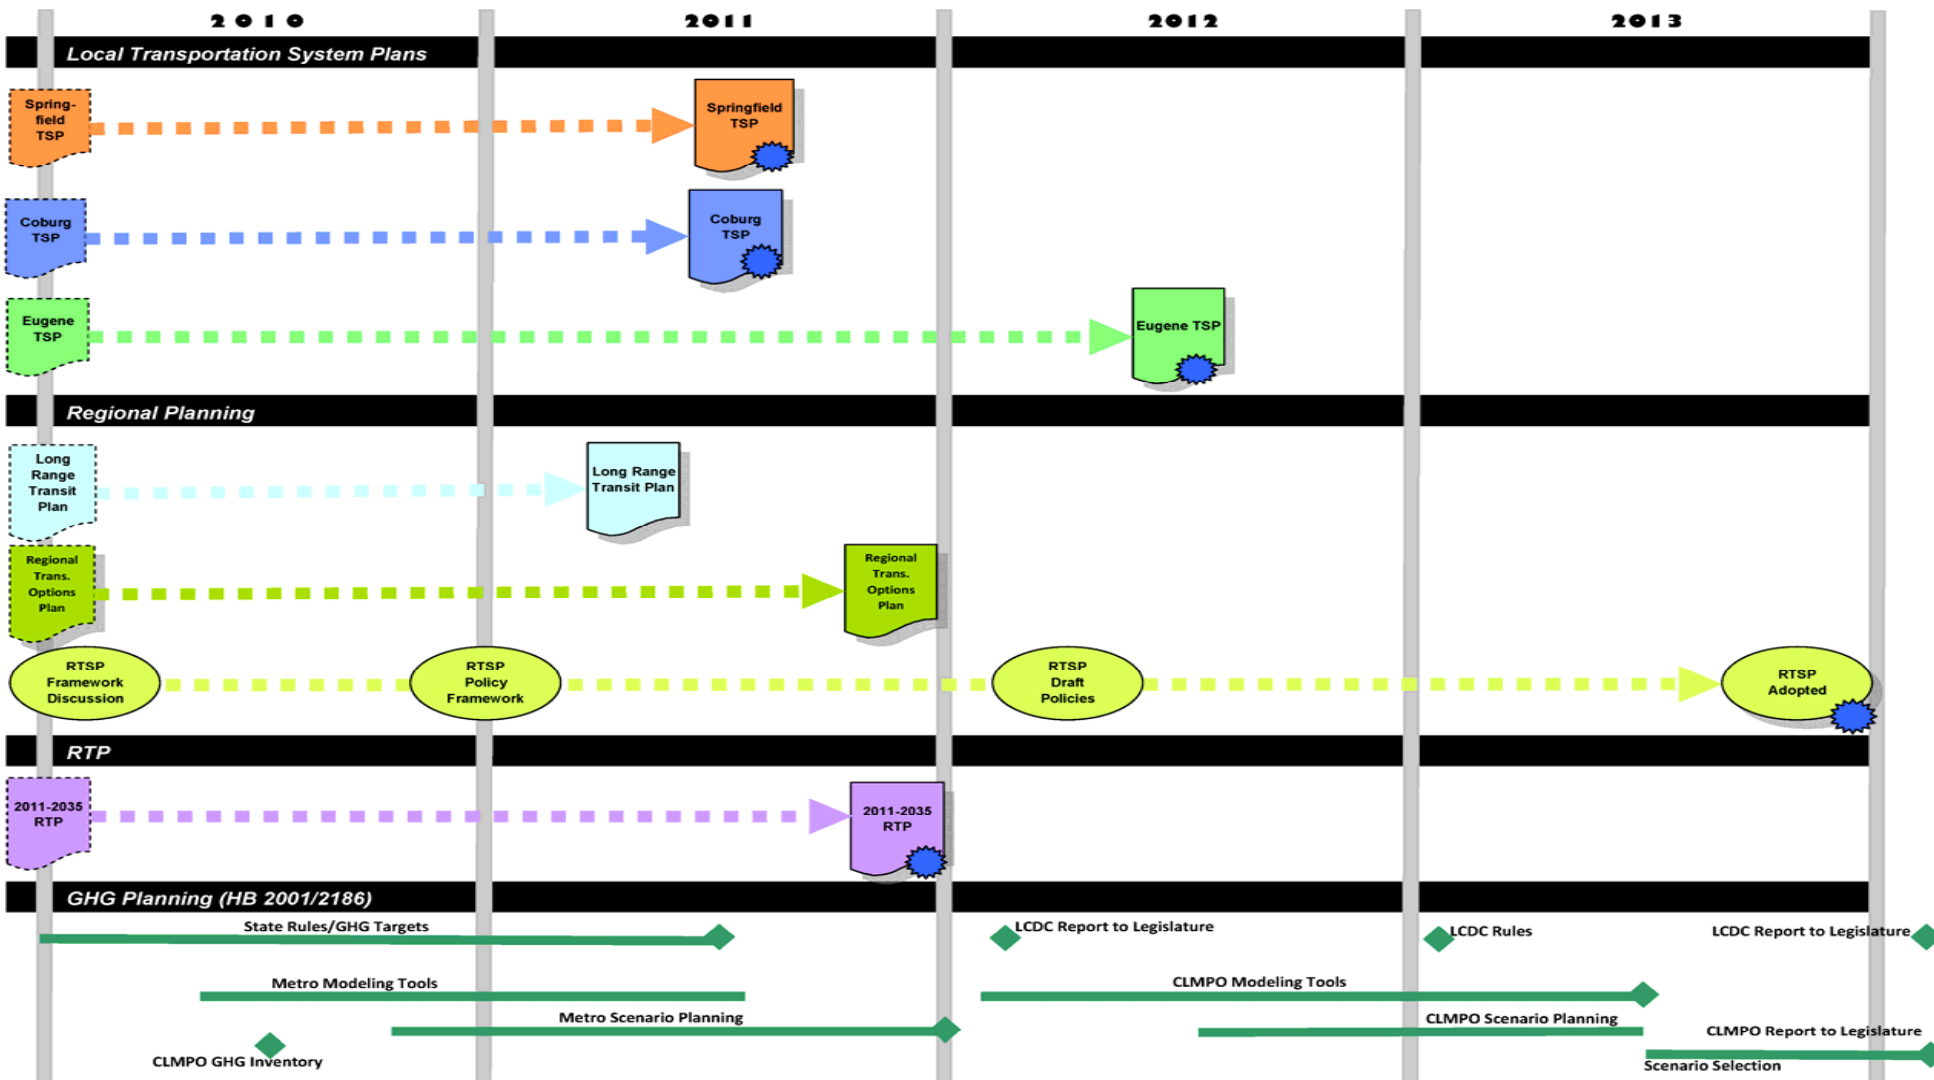 2010
2011
2012
2013
Local Transportation System Plans
Spring-
field
TSP
Springfield
TSP
Coburg
TSP
Coburg
TSP
Eugene
TSP
Eugene TSP
Regional Planning
Long
Range
Transit
Plan
Long Range
Transit Plan
Regional
Trans.
Options
Plan
Regional
Trans.
Options
Plan
RTSP
Framework
Discussion
RTSP
Policy
Framework
RTSP
Draft
Policies
RTSP
Adopted
RTP
2011-2035
RTP
2011-2035
RTP
GHG Planning (HB 2001/2186)
State Rules/GHG Targets
LCDC Report to Legislature
LCDC Rules
LCDC Report to Legislature
Metro Modeling Tools
CLMPO Modeling Tools
Metro Scenario Planning
CLMPO Scenario Planning
CLMPO Report to Legislature
CLMPO GHG Inventory
Scenario Selection